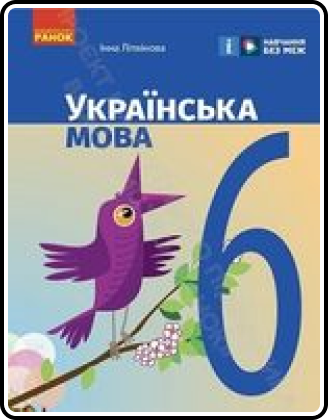 РАНОК
Інна Літвінова
НАВЧАННЯ
БЕЗ МЕЖ
УКРАЇНСЬКА
МОВА
6